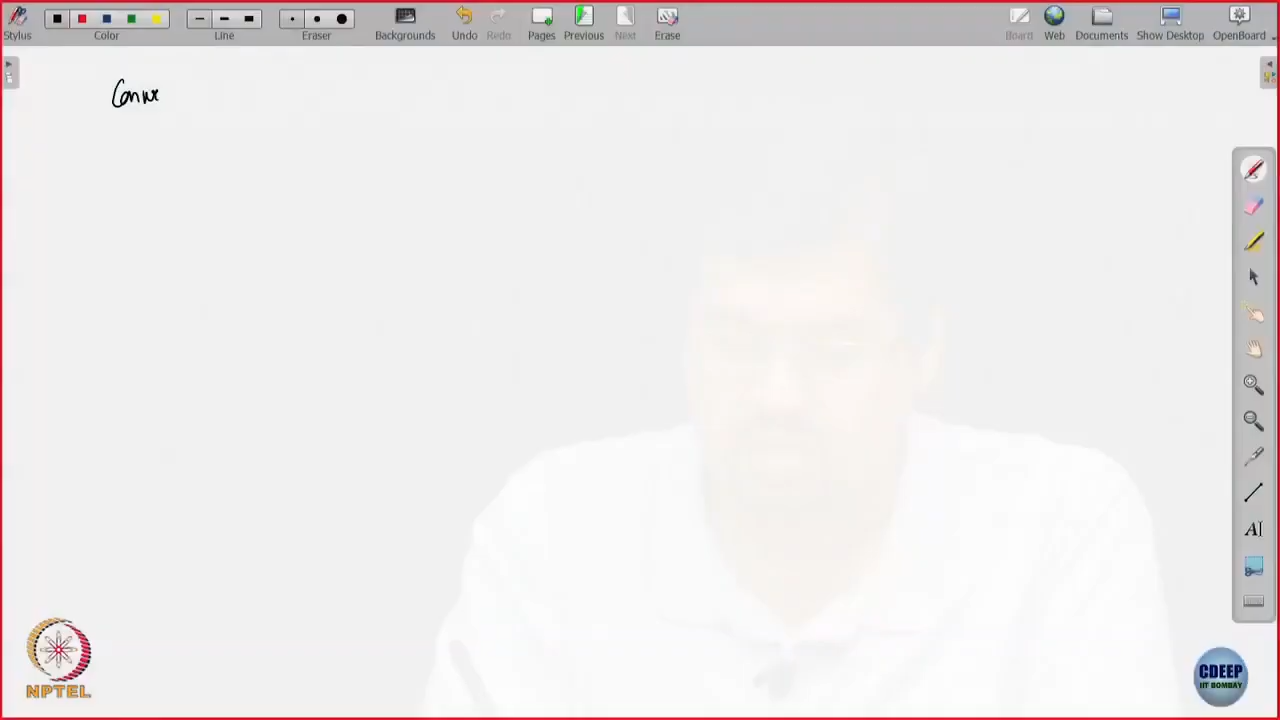 Stylus Color Line Eraser Backgrounds Undo Redo Pages Previous Next Erase Board Web Documents Show Desktop OpenBoard
AI
NPTEL
CDEEP
IIT BOMBAY